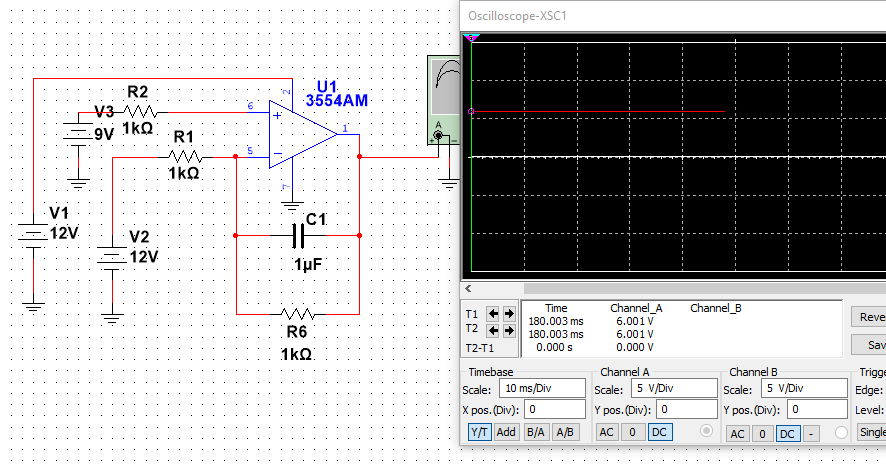 Oscilloscope-XSC1
U1
3554AM
R2
1kΩ
V3
9V
R1
1kΩ
6
5
2
7
1
+
−
A
+
−
V1
12V
V2
12V
C1
1µF
R6
1kΩ
T1
T2
T2-T1
Time Channel_A Channel_B
180.003 ms 6.001 V
180.003 ms 6.001 V
0.000 s 0.000 V
Reve
Sav
Timebase
Scale: 10 ms/Div
X pos.(Div): 0
Y/T Add B/A A/B
Channel A
Scale: 5 V/Div
Y pos.(Div): 0
AC 0 DC
Channel B
Scale: 5 V/Div
Y pos.(Div): 0
AC 0 DC -
Trigge
Edge:
Level:
Single